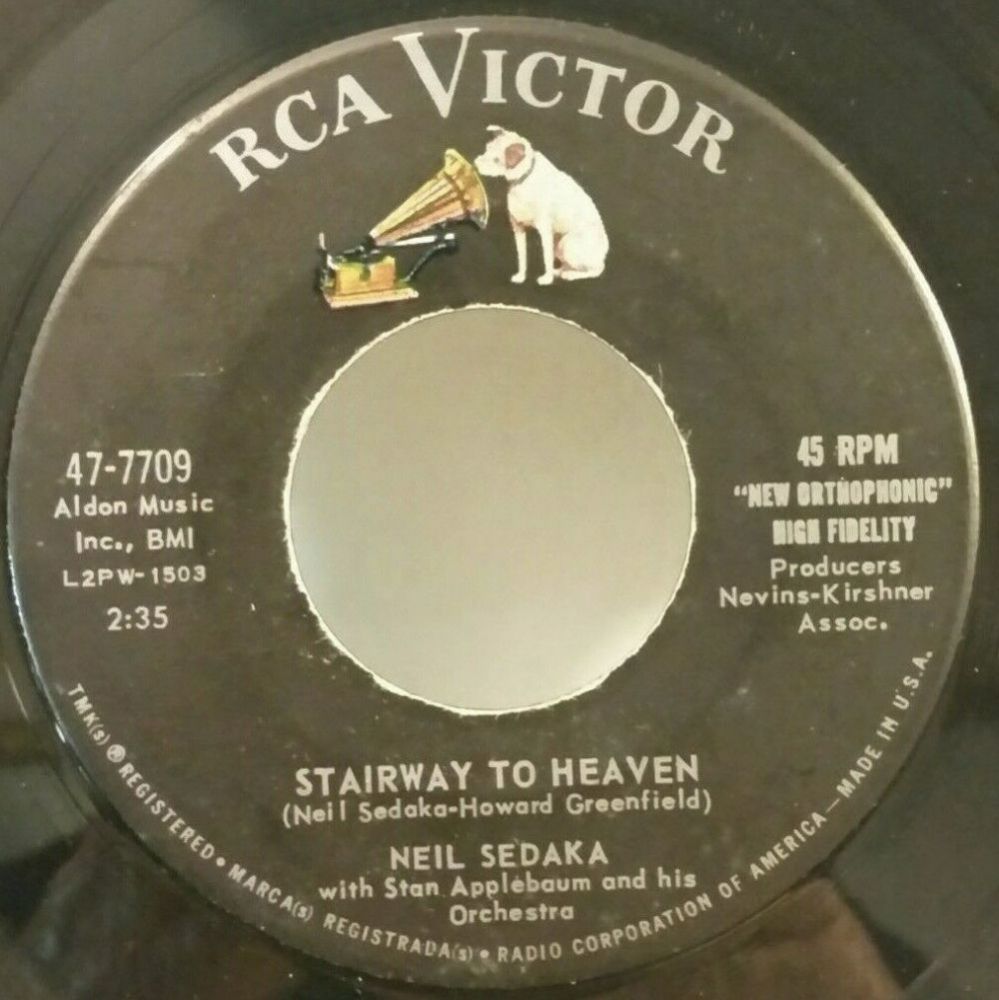 RCA VICTOR
47-7709
Aldon Music
Inc., BMI
L2PW-1503
2:35
45 RPM
"NEW ORTHOPHONIC"
HIGH FIDELITY
Producers
Nevins-Kirshner
Assoc.
STAIRWAY TO HEAVEN
(Neil Sedaka-Howard Greenfield)
NEIL SEDAKA
with Stan Applebaum and his
Orchestra
TMK(s) ® REGISTERED • MARCA(s) REGISTRADA(s) • RADIO CORPORATION OF AMERICA—MADE IN U.S.A.